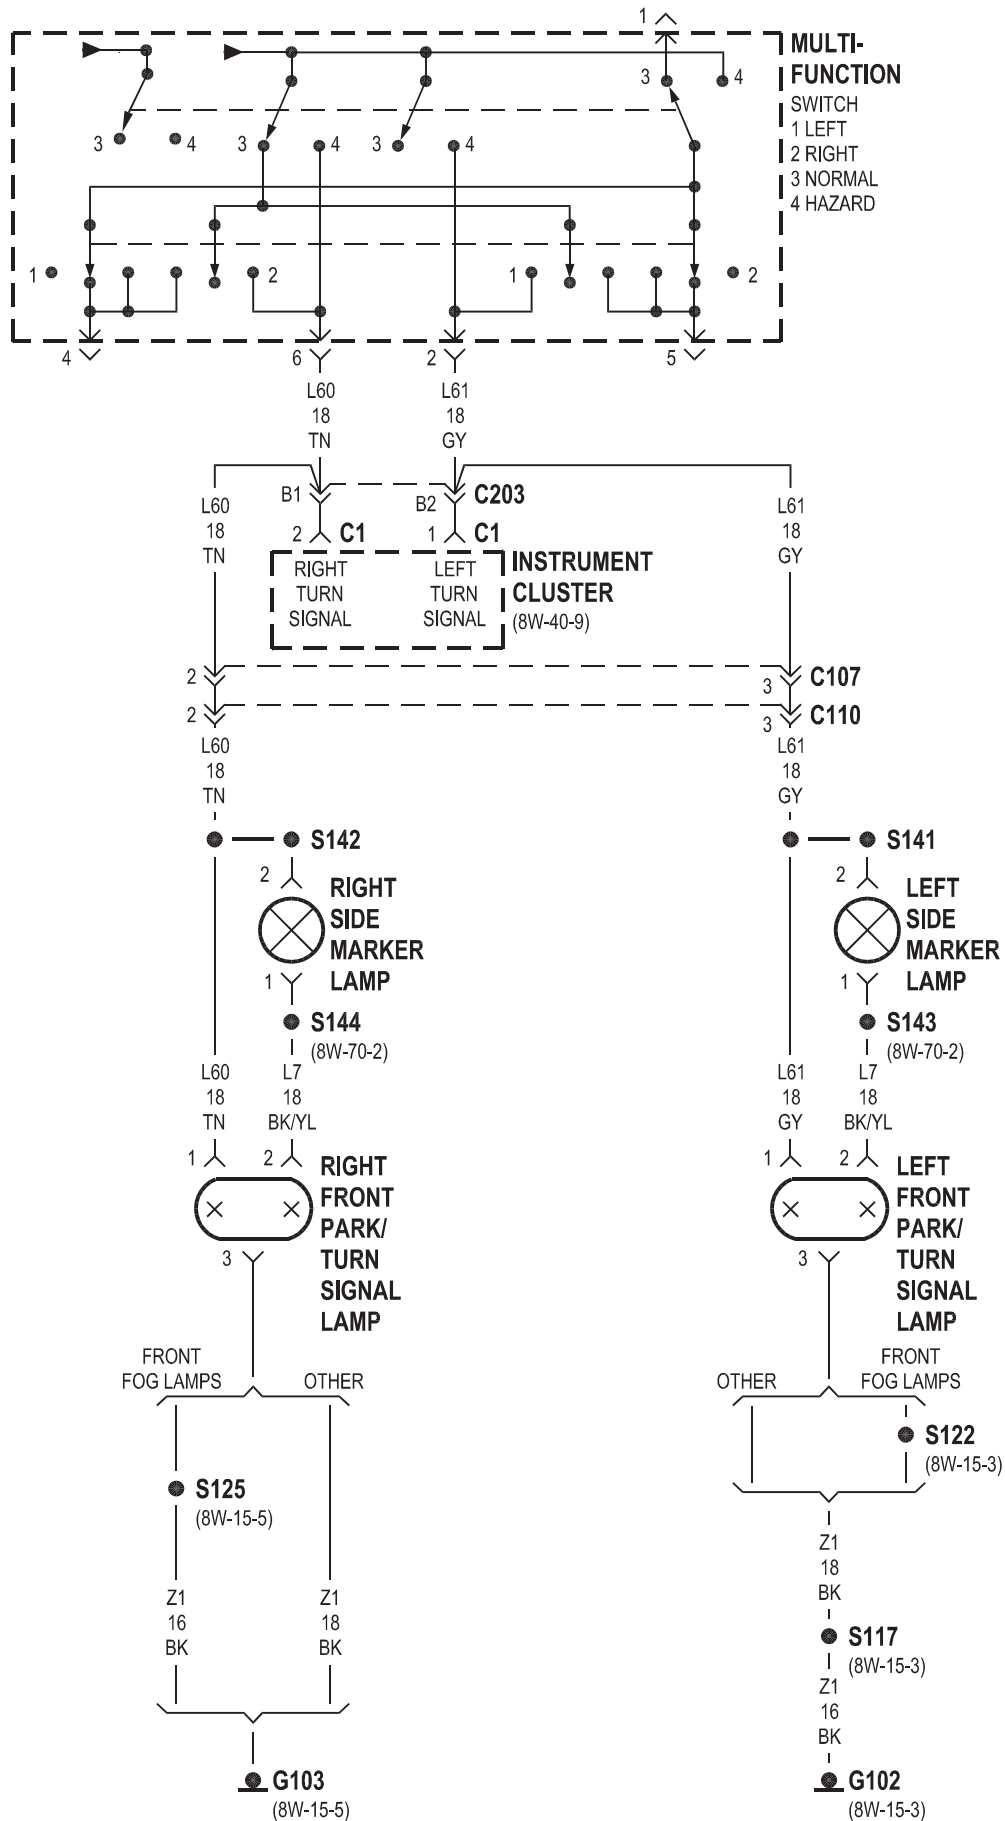 1
MULTI-
FUNCTION
SWITCH
1 LEFT
2 RIGHT
3 NORMAL
4 HAZARD
3 4
3 4 3 4 3 4
1 2 1 2
4 6 2 5
L60
18
TN
L61
18
GY
L60
18
TN
B1
B2
C203
2 C1
1 C1
L61
18
GY
RIGHT
TURN
SIGNAL
LEFT
TURN
SIGNAL
INSTRUMENT
CLUSTER
(8W-40-9)
2 3 C107
2 3 C110
L60
18
TN
L61
18
GY
S142
2
RIGHT
SIDE
MARKER
LAMP
1
S144
(8W-70-2)
S141
2
LEFT
SIDE
MARKER
LAMP
1
S143
(8W-70-2)
L60
18
TN
L7
18
BK/YL
L61
18
GY
L7
18
BK/YL
1 2
RIGHT
FRONT
PARK/
TURN
SIGNAL
LAMP
3
1 2
LEFT
FRONT
PARK/
TURN
SIGNAL
LAMP
3
FRONT
FOG LAMPS
OTHER
OTHER
FRONT
FOG LAMPS
S125
(8W-15-5)
S122
(8W-15-3)
Z1
16
BK
Z1
18
BK
Z1
18
BK
S117
(8W-15-3)
Z1
16
BK
G103
(8W-15-5)
G102
(8W-15-3)